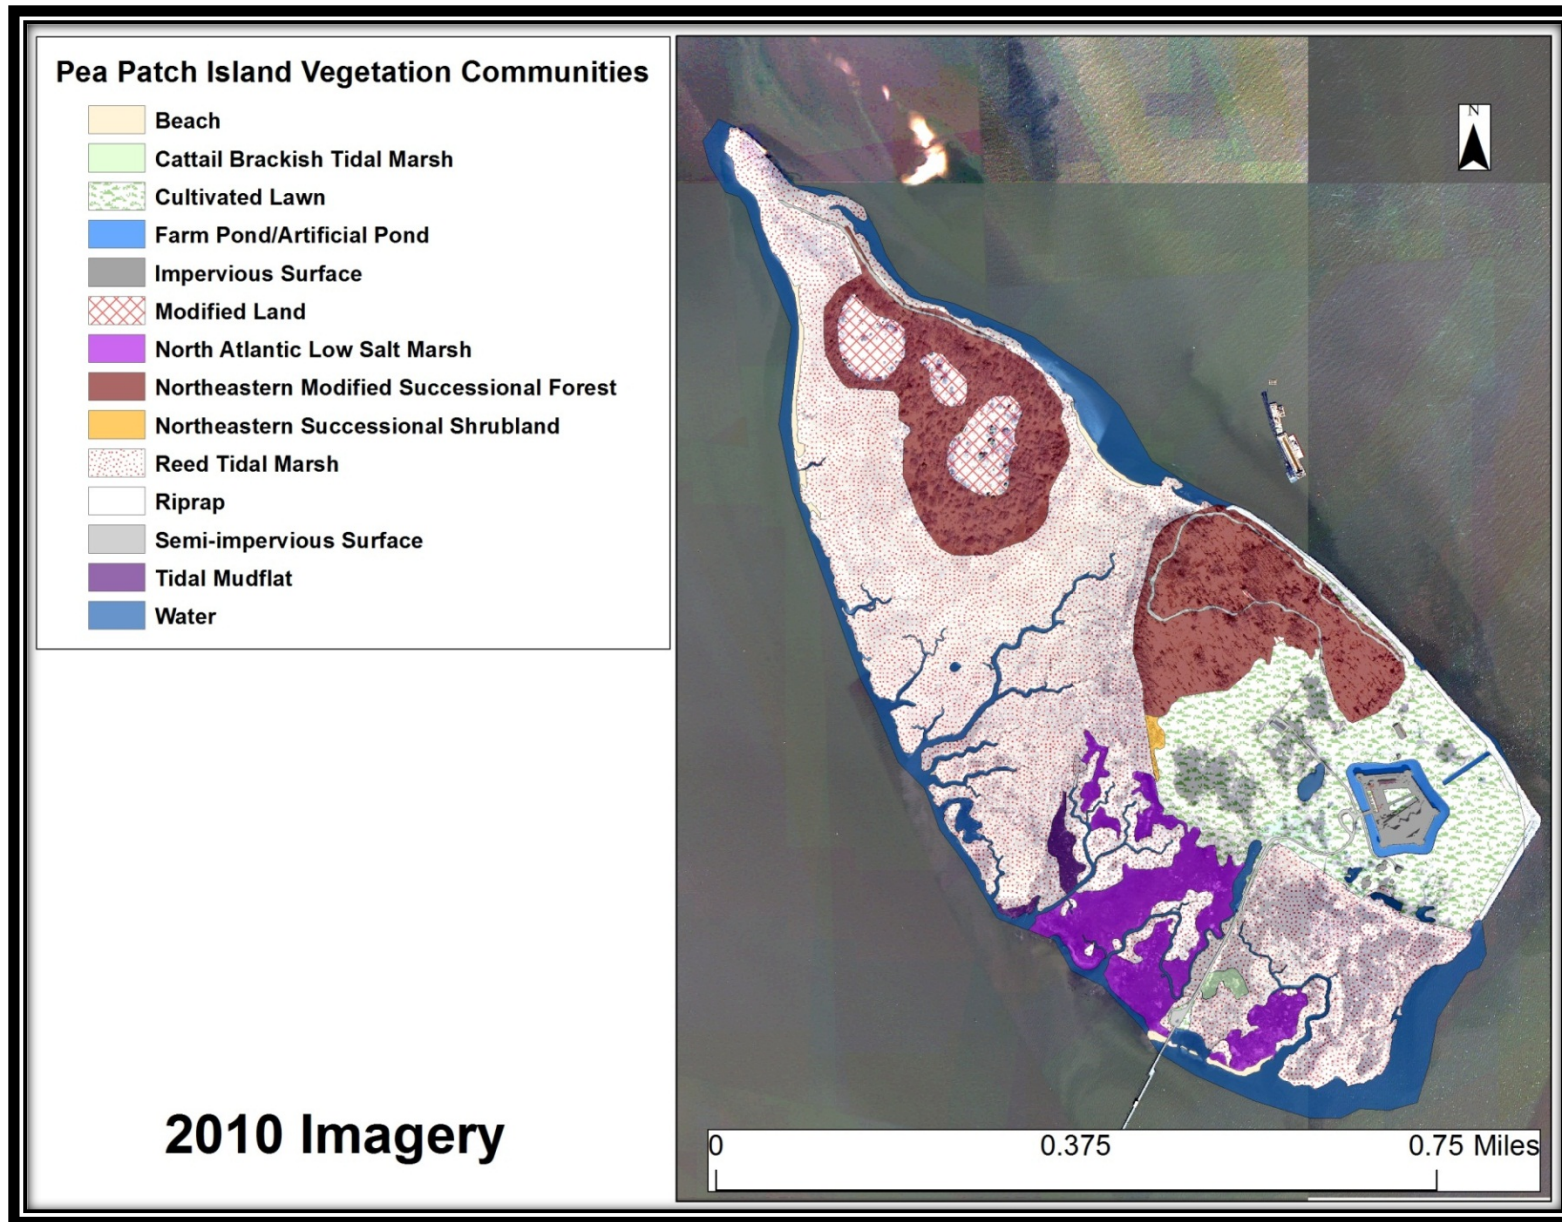 Pea Patch Island Vegetation Communities
Beach
Cattail Brackish Tidal Marsh
Cultivated Lawn
Farm Pond/Artificial Pond
Impervious Surface
Modified Land
North Atlantic Low Salt Marsh
Northeastern Modified Successional Forest
Northeastern Successional Shrubland
Reed Tidal Marsh
Riprap
Semi-impervious Surface
Tidal Mudflat
Water
2010 Imagery
N
0 0.375 0.75 Miles